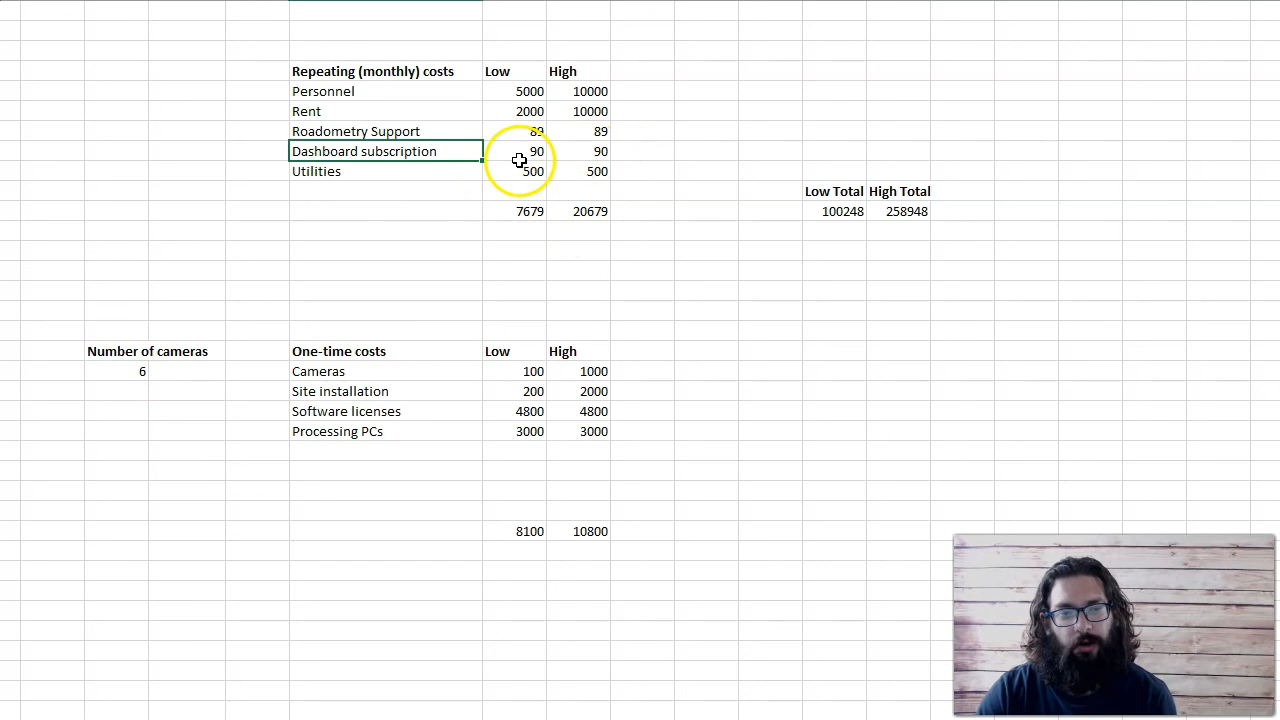 Repeating (monthly) costs Low High
Personnel 5000 10000
Rent 2000 10000
Roadometry Support 89 89
Dashboard subscription 90 90
Utilities 500 500
7679 20679
Low Total High Total
100248 258948
Number of cameras
6
One-time costs Low High
Cameras 100 1000
Site installation 200 2000
Software licenses 4800 4800
Processing PCs 3000 3000
8100 10800